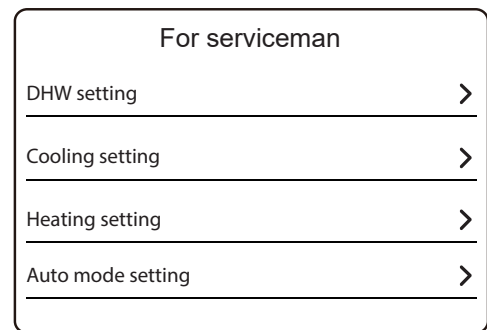 For serviceman
DHW setting
Cooling setting
Heating setting
Auto mode setting